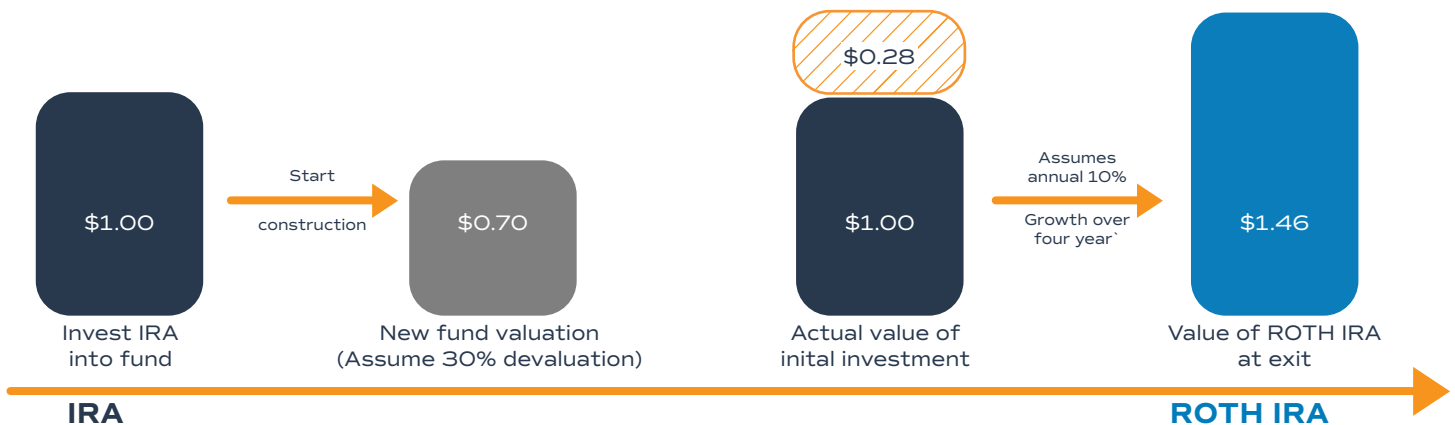 $1.00
Invest IRA
into fund
Start
construction
$0.70
New fund valuation
(Assume 30% devaluation)
$0.28
$1.00
Actual value of
inital investment
Assumes
annual 10%
Growth over
four year`
$1.46
Value of ROTH IRA
at exit
IRA
ROTH IRA